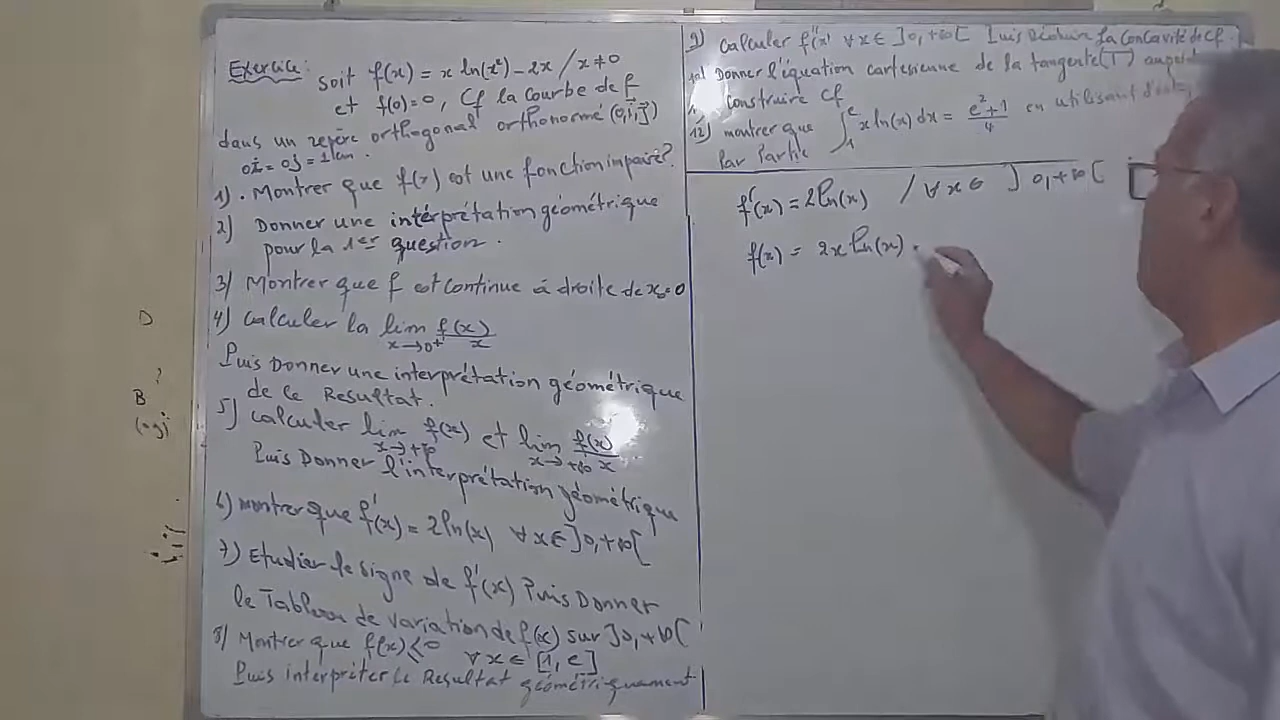 Exercice: Soit f(x) = x ln(x²) - 2x / x ≠ 0
et f(0) = 0, Cf la courbe de f
dans un repère orthogonal orthonormé (0,i,j)
oi = oj = 1cm.
1) . Montrer que f(x) est une fonction impaire?
2) Donner une intérprétation géométrique
pour la 1er question.
3) Montrer que f est continue à droite de x₀=0
4) calculer la lim f(x)/x x→0⁺
Puis Donner une interprétation géométrique
de le Resultat.
5) calculer lim f(x) x→+∞ et lim f(x)/x x→+∞
Puis Donner l'interprétation géométrique
6) montrer que f'(x) = 2ln(x) ∀x∈]0,+∞[
7) Etudier le signe de f'(x) Puis Donner
le Tableau de variation de f(x) sur ]0,+∞[
8) Montrer que f(x) ⩽ 0 ∀x∈[1,e]
Puis interpréter le Resultat géométriquement
9) calculer f''(x) ∀x∈]0,+∞[ Puis la concavité de Cf.
Donner l'équation cartesienne de la tangente (T)
construire Cf
12) montrer que ∫₁ᵉ x ln(x) dx = (e²+1)/4 en utilisant
Par Partie
f'(x) = 2ln(x) / ∀x∈ ]0,+∞[
f(x) = 2x ln(x)
D
?
B